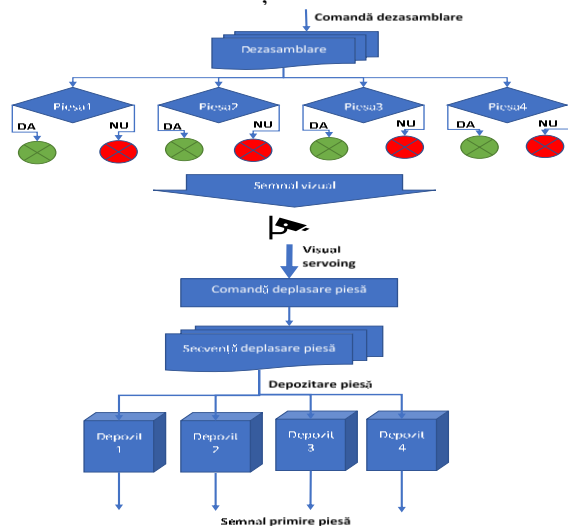 Comandă dezasamblare
Dezasamblare
Piesa1 Piesa2 Piesa3 Piesa4
DA NU DA NU DA NU DA NU
Semnal vizual
Visual
servoing
Comandă deplasare piesă
Secvență deplasare piesă
Depozitare piesă
Depozit
1
Depozit
2
Depozit
3
Depozit
4
Semnal primire piesă